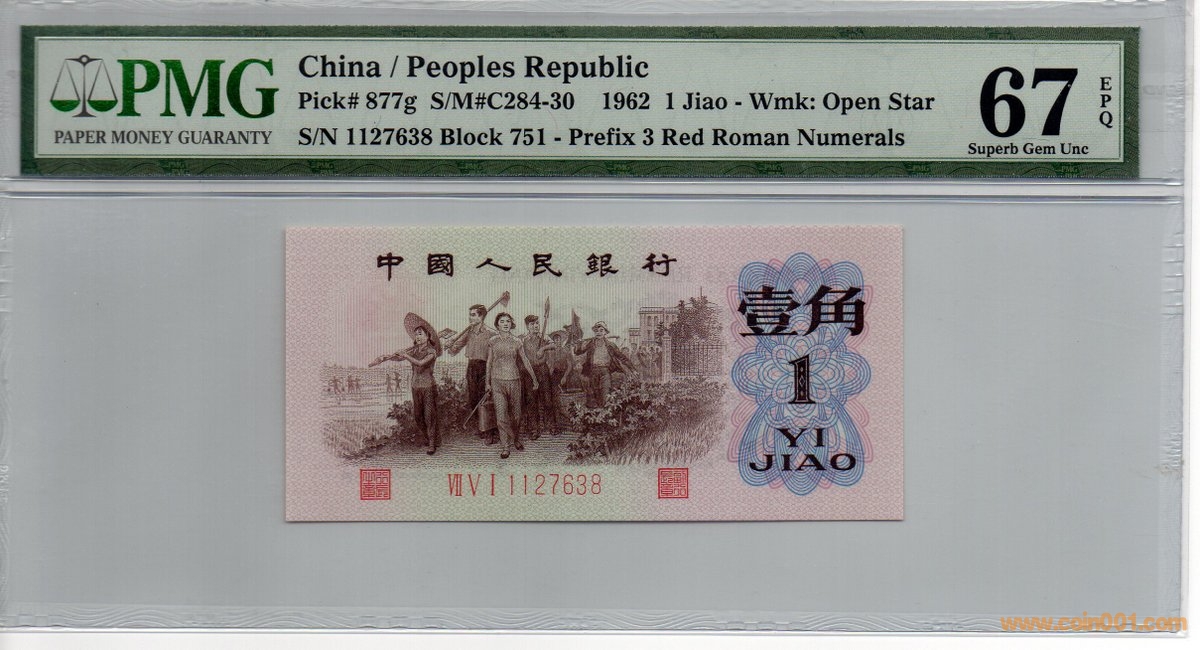 PMG
PAPER MONEY GUARANTY
China / Peoples Republic
Pick# 877g S/M#C284-30 1962 1 Jiao - Wmk: Open Star
S/N 1127638 Block 751 - Prefix 3 Red Roman Numerals
67
EPQ
Superb Gem Unc
中國人民銀行
壹角
1
YI
JIAO
VII V I 1127638
www.coin001.com